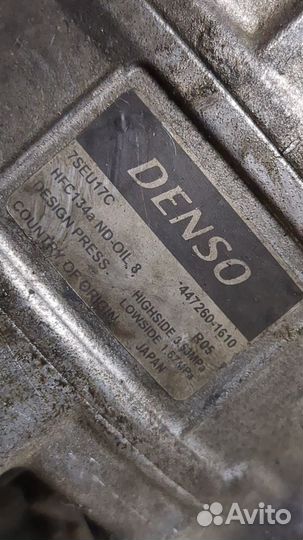 DENSO
7SEU17C 447260-1610
HFC134a ND-OIL 8 R05
DESIGN PRESS HIGHSIDE 3.53MPa
LOWSIDE 1.67MPa
COUNTRY OF ORIGIN JAPAN
Avito